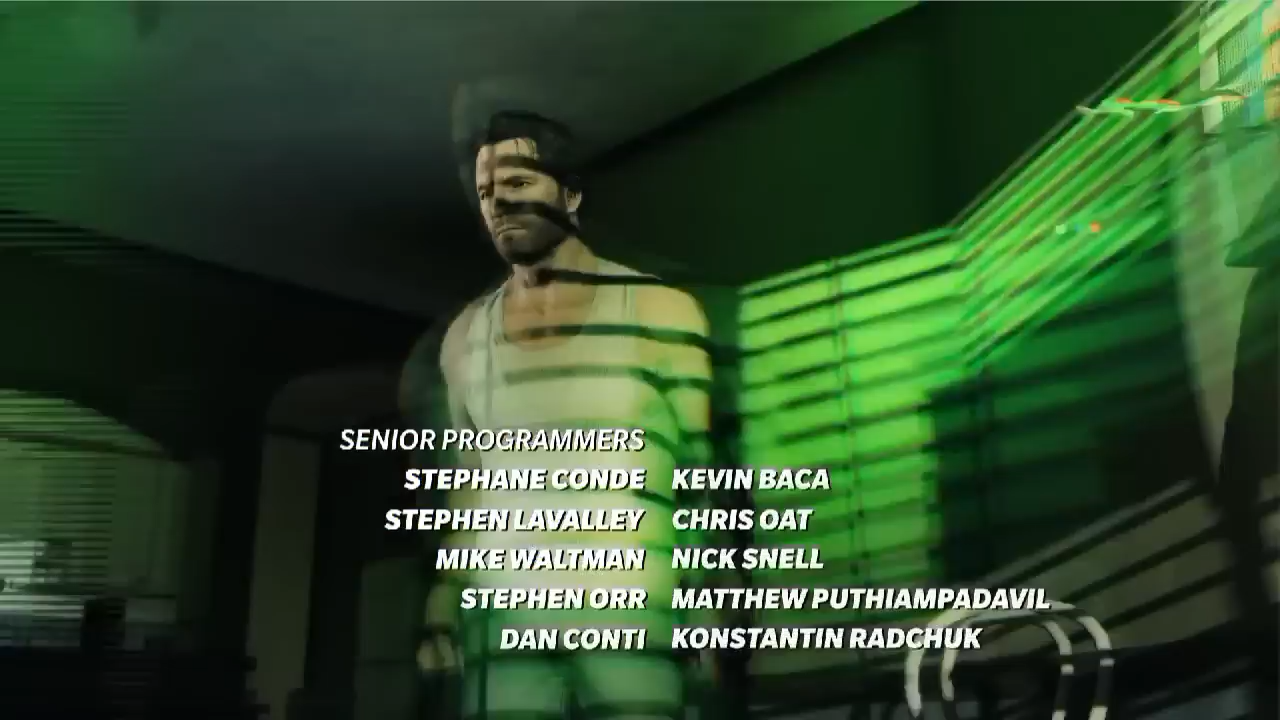 SENIOR PROGRAMMERS
STEPHANE CONDE KEVIN BACA
STEPHEN LAVALLEY CHRIS OAT
MIKE WALTMAN NICK SNELL
STEPHEN ORR MATTHEW PUTHIAMPADAVIL
DAN CONTI KONSTANTIN RADCHUK